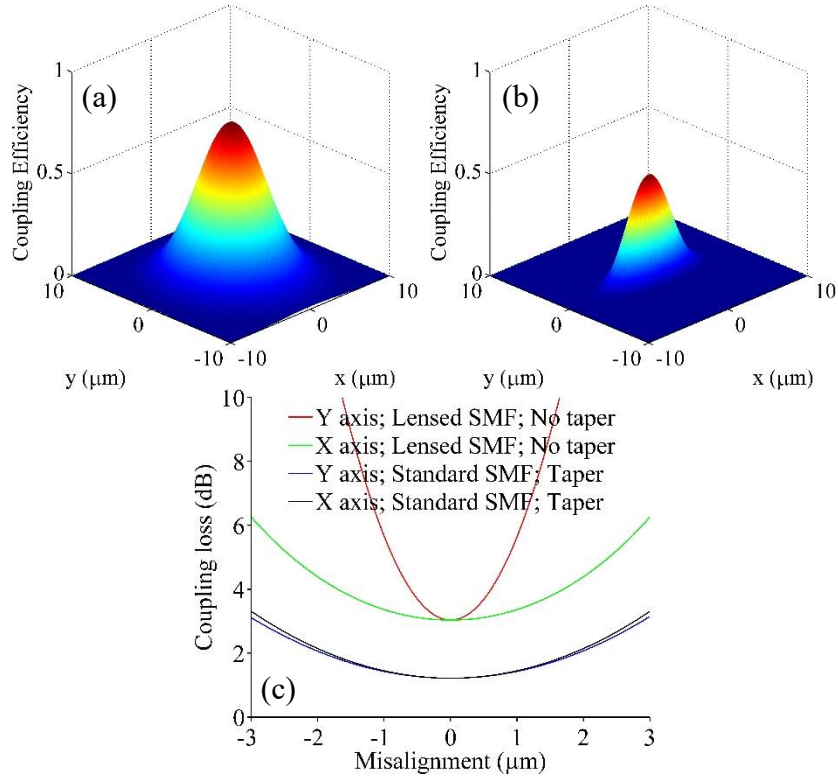 1
(a)
Coupling Efficiency
0.5
0
10
0
-10
-10
0
10
y (μm)
x (μm)
1
(b)
Coupling Efficiency
0.5
0
10
0
-10
-10
0
10
y (μm)
x (μm)
10
8
6
4
2
0
Coupling loss (dB)
Y axis; Lensed SMF; No taper
X axis; Lensed SMF; No taper
Y axis; Standard SMF; Taper
X axis; Standard SMF; Taper
(c)
-3 -2 -1 0 1 2 3
Misalignment (μm)